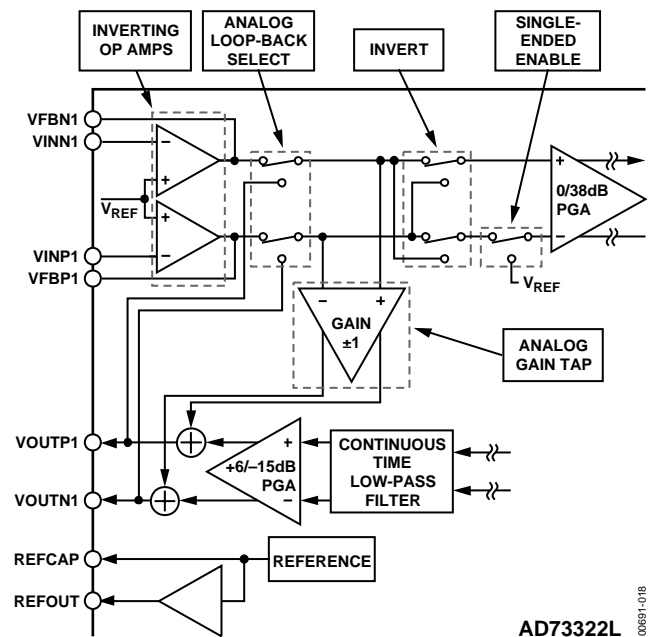 INVERTING
OP AMPS
ANALOG
LOOP-BACK
SELECT
INVERT
SINGLE-
ENDED
ENABLE
VFBN1
VINN1
VREF
VINP1
VFBP1
–
+
+
–
+
0/38dB
PGA
–
VREF
–
+
GAIN
±1
ANALOG
GAIN TAP
VOUTP1
VOUTN1
+
+
+
+6/–15dB
PGA
–
CONTINUOUS
TIME
LOW-PASS
FILTER
REFCAP
REFOUT
REFERENCE
AD73322L
00691-018